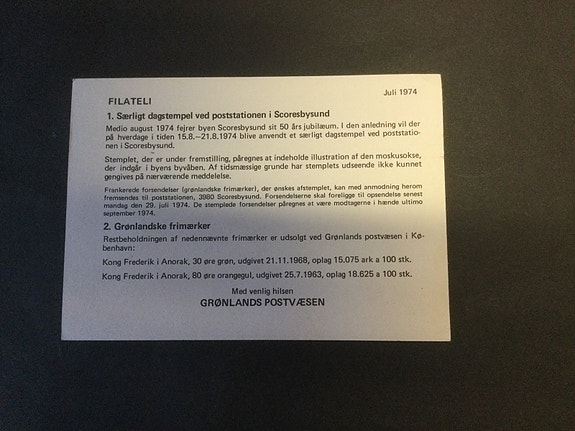 Juli 1974
FILATELI
1. Særligt dagstempel ved poststationen i Scoresbysund
Medio august 1974 fejrer byen Scoresbysund sit 50 års jubilæum. I den anledning vil der
på hverdage i tiden 15.8.–21.8.1974 blive anvendt et særligt dagstempel ved poststatio-
nen i Scoresbysund.
Stemplet, der er under fremstilling, påregnes at indeholde illustration af den moskusokse,
der indgår i byens byvåben. Af tidsmæssige grunde har stemplets udseende ikke kunnet
gengives på nærværende meddelelse.
Frankerede forsendelser (grønlandske frimærker), der ønskes afstemplet, kan med anmodning herom
fremsendes til poststationen, 3980 Scoresbysund. Forsendelserne skal foreligge til opsendelse senest
mandag den 29. juli 1974. De stemplede forsendelser påregnes at være modtagerne i hænde ultimo
september 1974.
2. Grønlandske frimærker
Restbeholdningen af nedennævnte frimærker er udsolgt ved Grønlands postvæsen i Kø-
benhavn:
Kong Frederik i Anorak, 30 øre grøn, udgivet 21.11.1968, oplag 15.075 ark a 100 stk.
Kong Frederik i Anorak, 80 øre orangegul, udgivet 25.7.1963, oplag 18.625 a 100 stk.
Med venlig hilsen
GRØNLANDS POSTVÆSEN